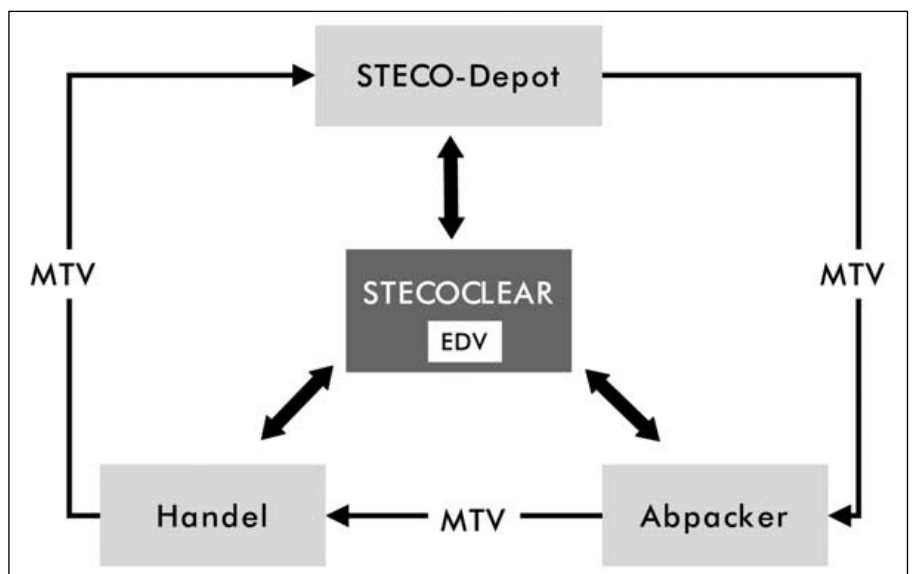 STECO-Depot
MTV
MTV
STECOCLEAR
EDV
Handel
MTV
Abpacker